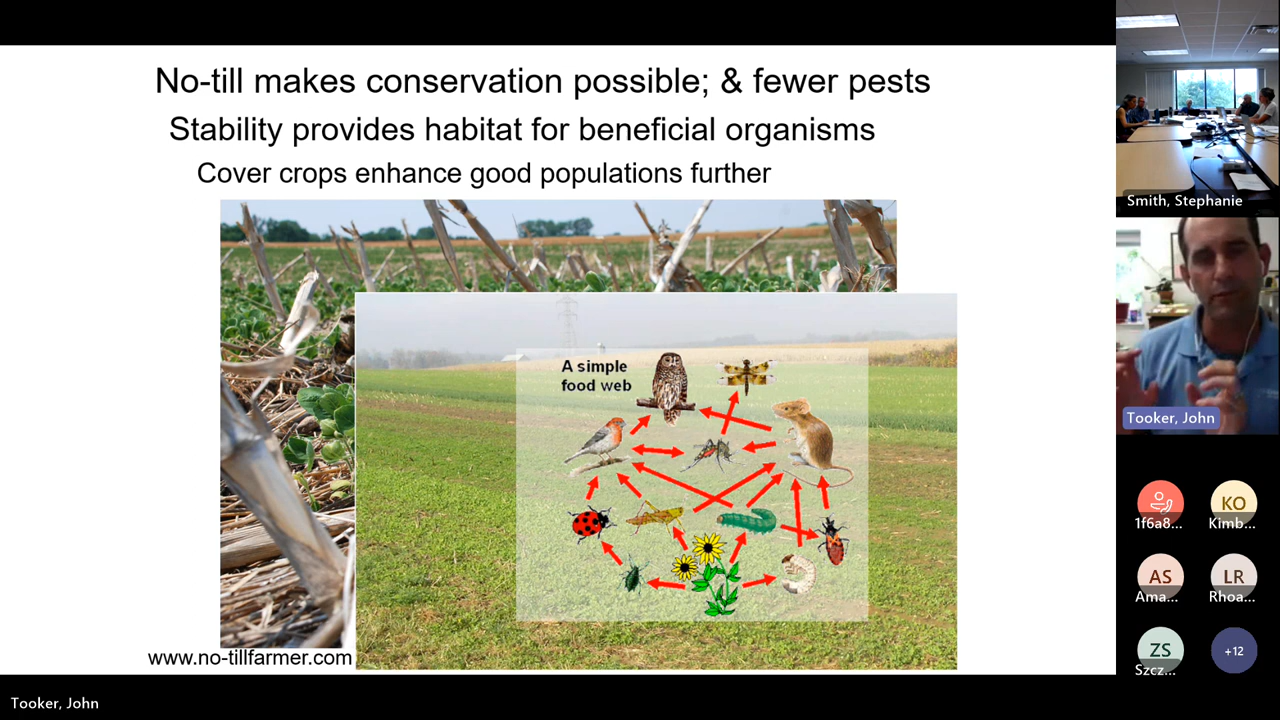 No-till makes conservation possible; & fewer pests
Stability provides habitat for beneficial organisms
Cover crops enhance good populations further
A simple
food web
www.no-tillfarmer.com
Tooker, John
Smith, Stephanie
Tooker, John
KO
1f6a8...
Kimb...
AS
LR
Ama...
Rhoa...
ZS
+12
Szcz...